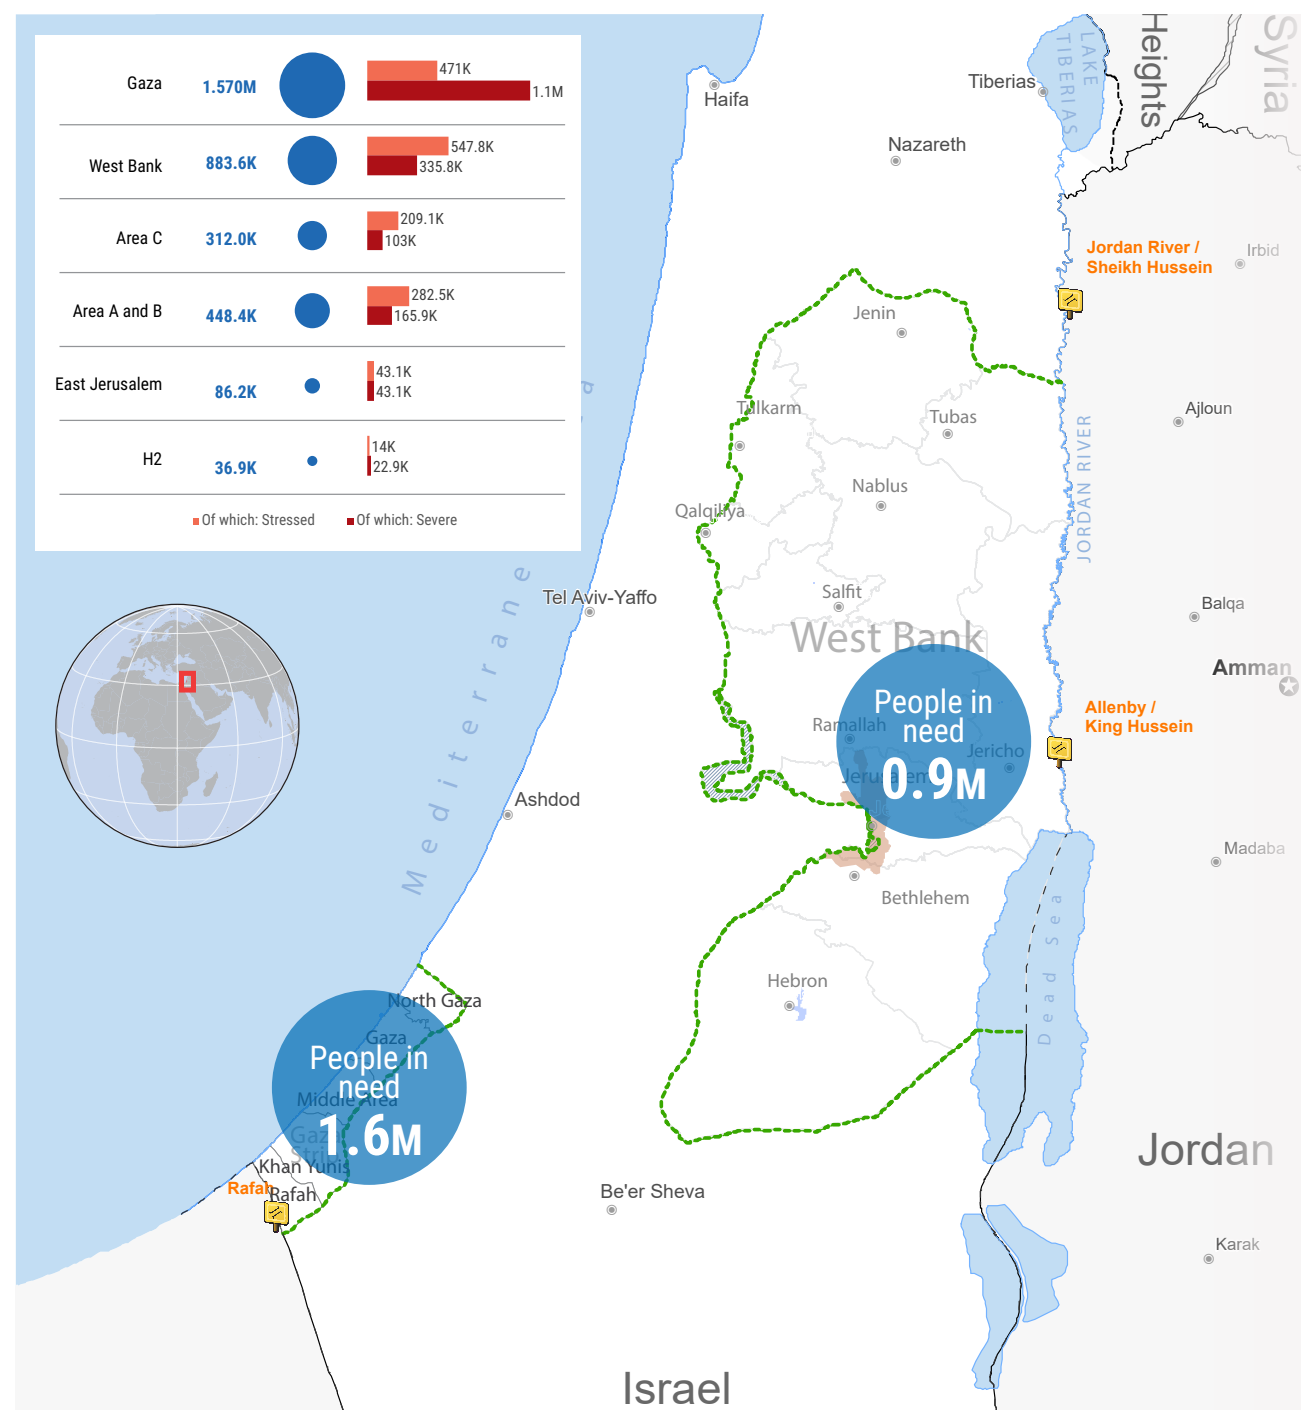 Gaza
1.570M
471K
1.1M
West Bank
883.6K
547.8K
335.8K
Area C
312.0K
209.1K
103K
Area A and B
448.4K
282.5K
165.9K
East Jerusalem
86.2K
43.1K
43.1K
H2
36.9K
14K
22.9K
Of which: Stressed
Of which: Severe
Heights
Syria
LAKE
TIBERIAS
Tiberias
Haifa
Nazareth
Jordan River /
Sheikh Hussein
Irbid
Jenin
Tulkarm
Tubas
Ajloun
JORDAN RIVER
Nablus
Qalqiliya
Salfit
Tel Aviv-Yaffo
West Bank
Balqa
Amman
Allenby /
King Hussein
People in
need
0.9M
Ramallah
Jericho
Jerusalem
Mediterranea
Ashdod
Madaba
Bethlehem
Dead Sea
Hebron
North Gaza
Gaza
People in
need
1.6M
Middle Area
Gaza
Strip
Khan Yunis
Rafah
Rafah
Be'er Sheva
Jordan
Karak
Israel